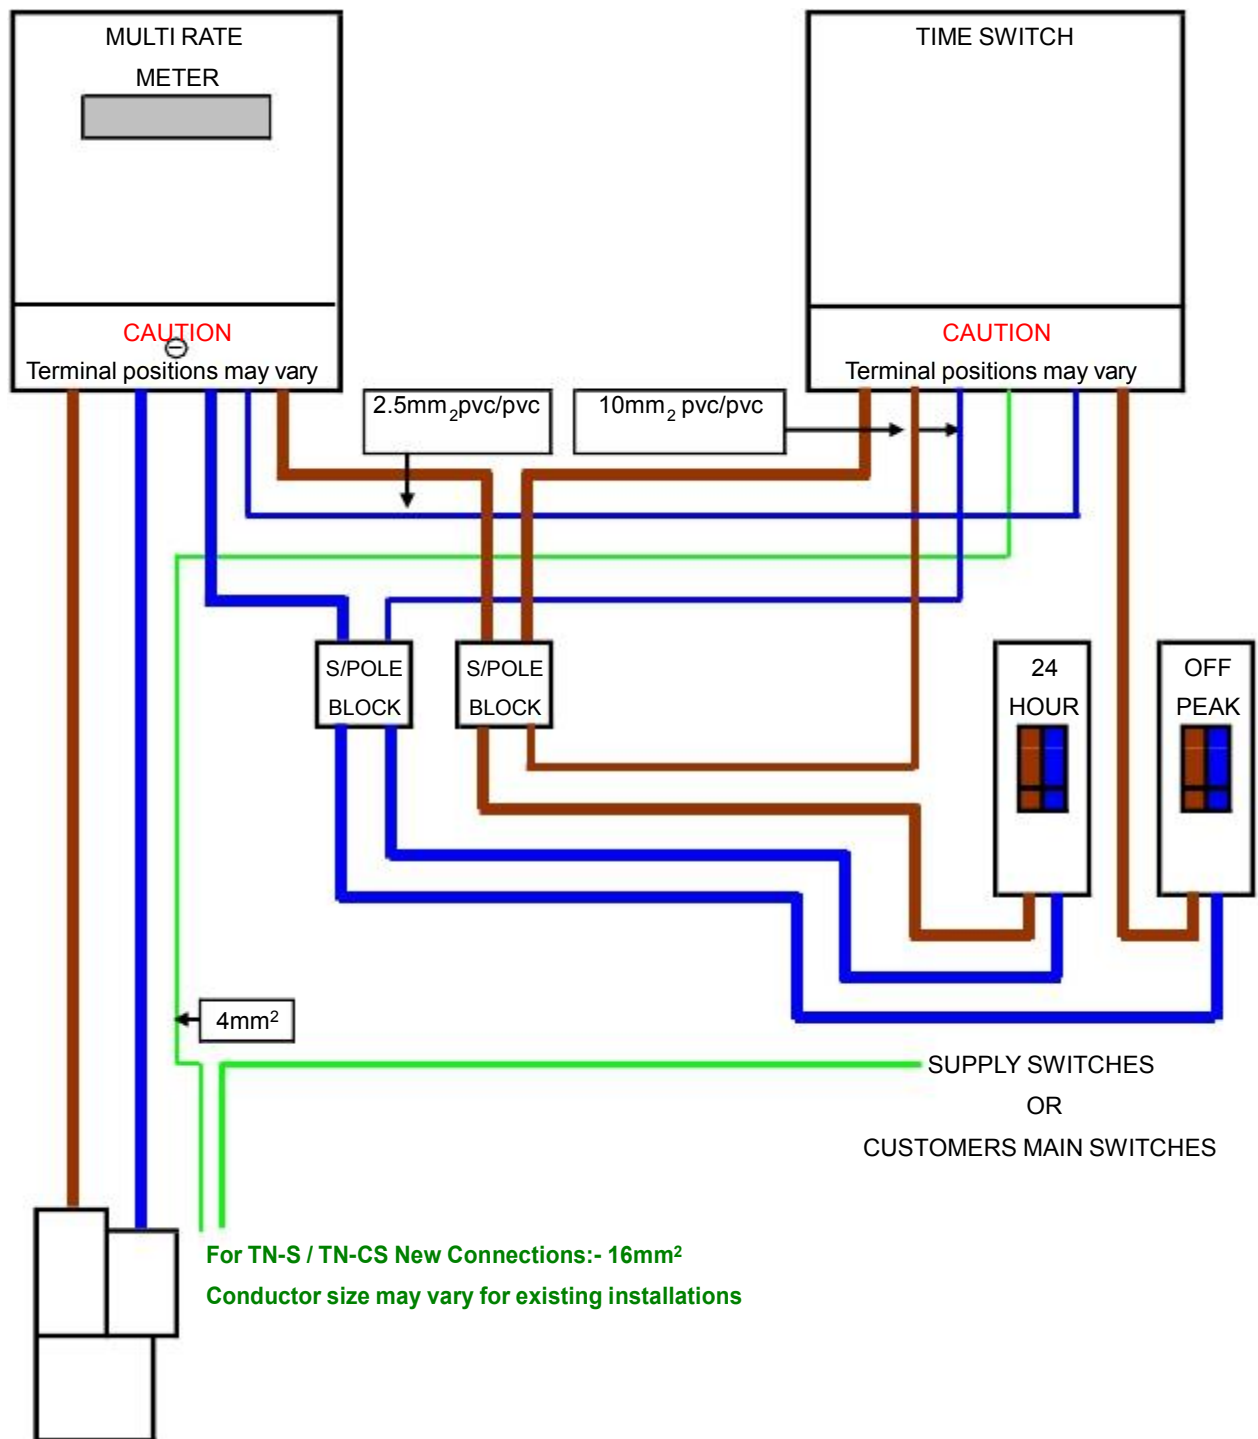 MULTI RATE
METER
CAUTION
Terminal positions may vary
TIME SWITCH
CAUTION
Terminal positions may vary
2.5mm₂pvc/pvc
10mm₂ pvc/pvc
S/POLE
BLOCK
S/POLE
BLOCK
24
HOUR
OFF
PEAK
4mm²
SUPPLY SWITCHES
OR
CUSTOMERS MAIN SWITCHES
For TN-S / TN-CS New Connections:- 16mm²
Conductor size may vary for existing installations